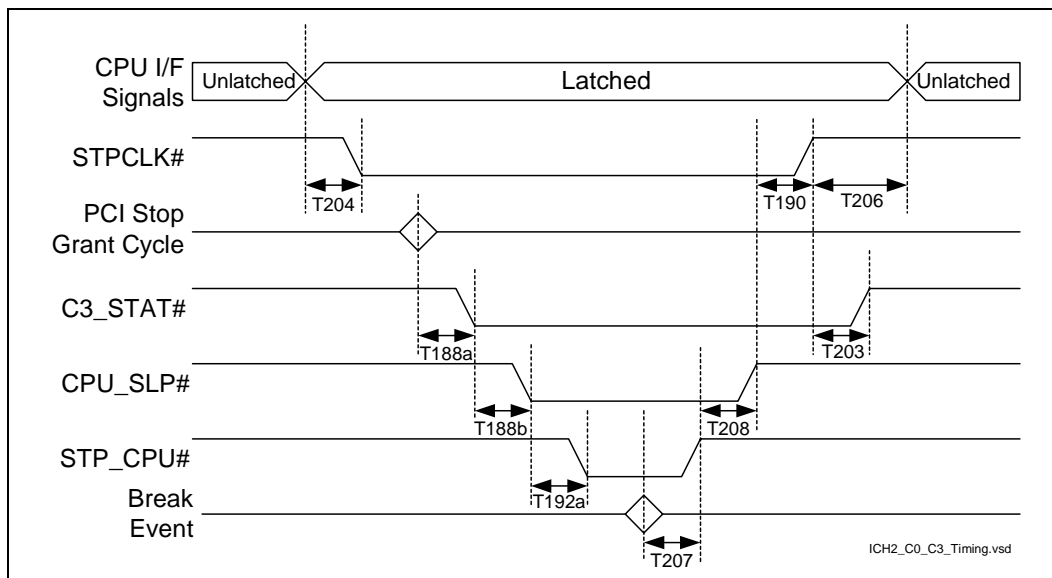 CPU I/F
Signals
Unlatched
Latched
Unlatched
STPCLK#
T204
T190
T206
PCI Stop
Grant Cycle
C3_STAT#
T188a
T203
CPU_SLP#
T188b
T208
STP_CPU#
T192a
Break
Event
T207
ICH2_C0_C3_Timing.vsd